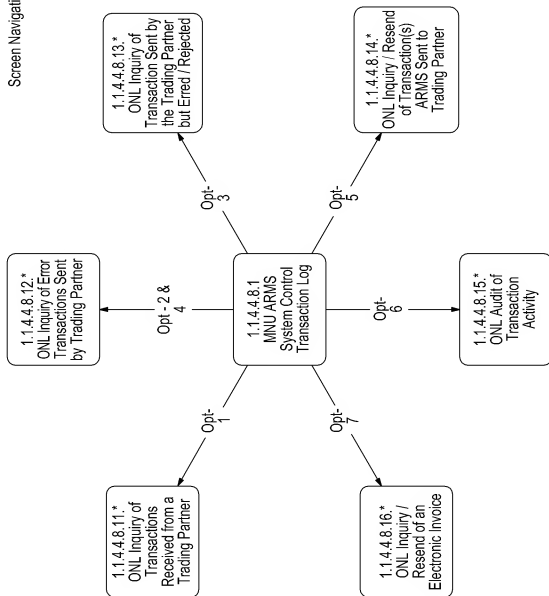 Screen Navigati
1.1.4.4.8.11.*
ONL Inquiry of
Transactions
Received from a
Trading Partner
1.1.4.4.8.12.*
ONL Inquiry of Error
Transactions Sent
by Trading Partner
1.1.4.4.8.13.*
ONL Inquiry of
Transaction Sent by
the Trading Partner
but Erred / Rejected
Opt-
1
Opt - 2 &
4
Opt-
3
1.1.4.4.8.1
MNU ARMS
System Control
Transaction Log
Opt-
7
Opt-
6
Opt-
5
1.1.4.4.8.16.*
ONL Inquiry /
Resend of an
Electronic Invoice
1.1.4.4.8.15.*
ONL Audit of
Transaction
Activity
1.1.4.4.8.14.*
ONL Inquiry / Resend
of Transaction(s)
ARMS Sent to
Trading Partner